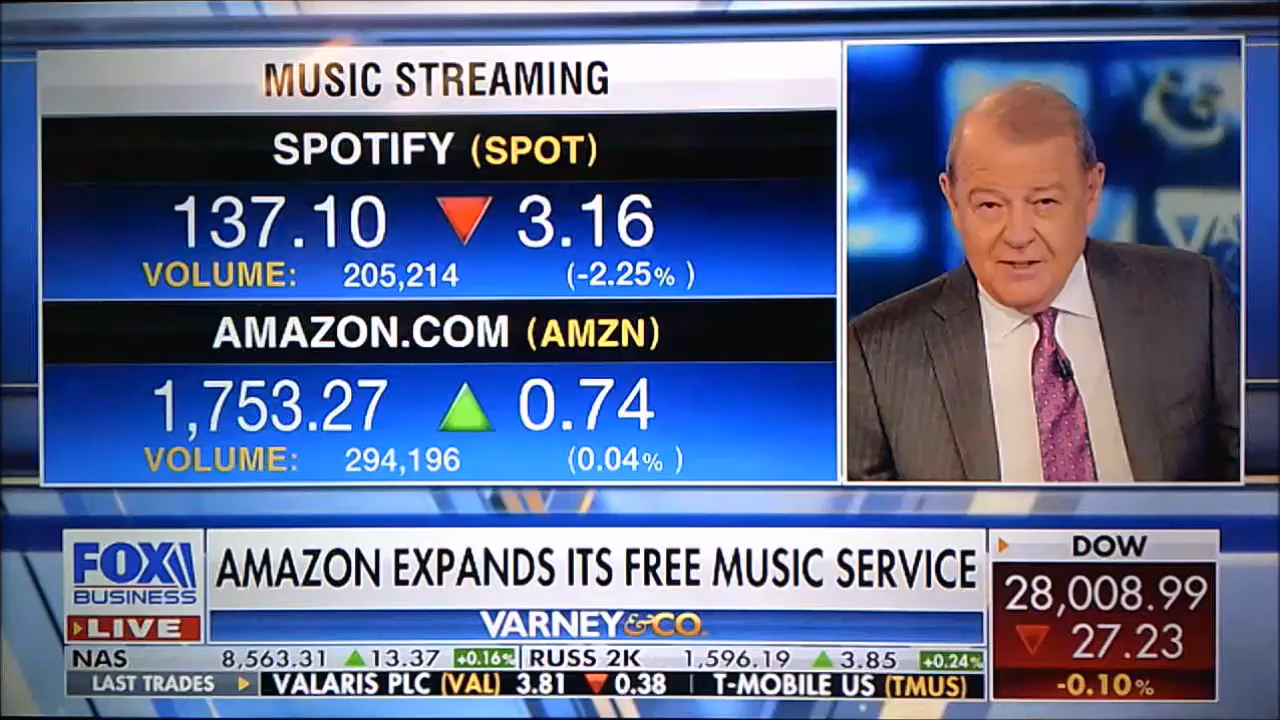 MUSIC STREAMING
SPOTIFY (SPOT)
137.10 ▼ 3.16
VOLUME: 205,214 (-2.25%)
AMAZON.COM (AMZN)
1,753.27 ▲ 0.74
VOLUME: 294,196 (0.04%)
FOX
BUSINESS
LIVE
AMAZON EXPANDS ITS FREE MUSIC SERVICE
VARNEY & CO.
DOW
28,008.99
▼ 27.23
-0.10%
NAS 8,563.31 ▲ 13.37 +0.16% RUSS 2K 1,596.19 ▲ 3.85 +0.24%
LAST TRADES VALARIS PLC (VAL) 3.81 ▼ 0.38 T-MOBILE US (TMUS)